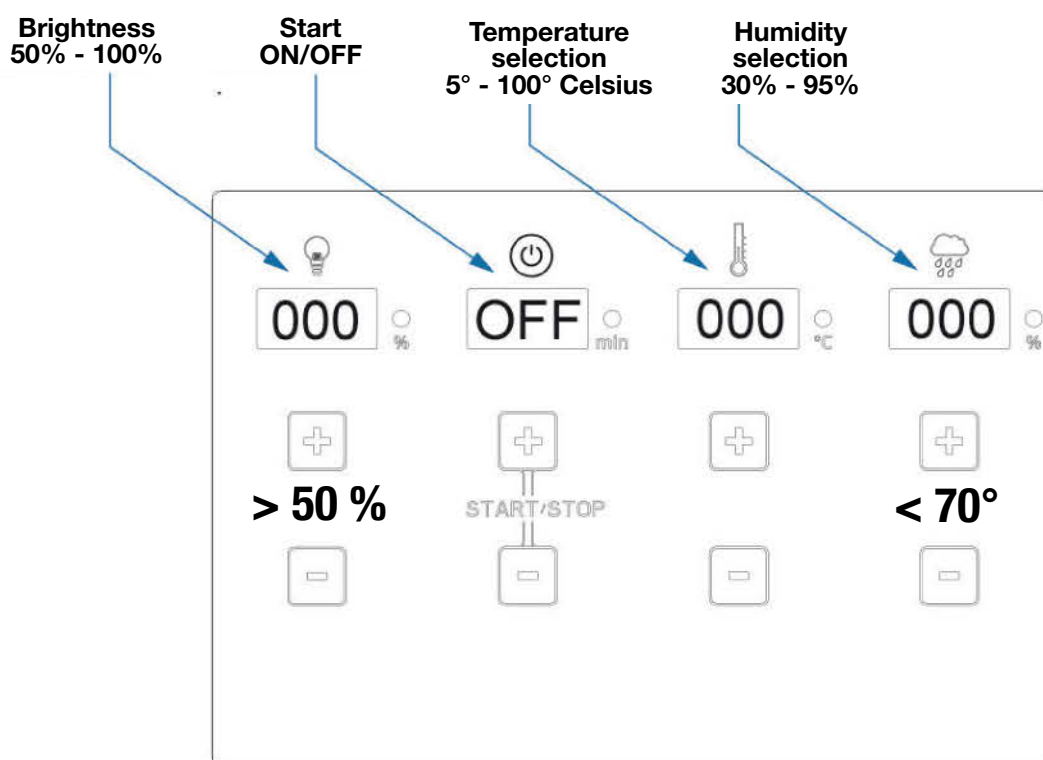 Brightness
50% - 100%
Start
ON/OFF
Temperature
selection
5° - 100° Celsius
Humidity
selection
30% - 95%
000
%
OFF
min
000
°C
000
%
> 50 %
START/STOP
< 70°